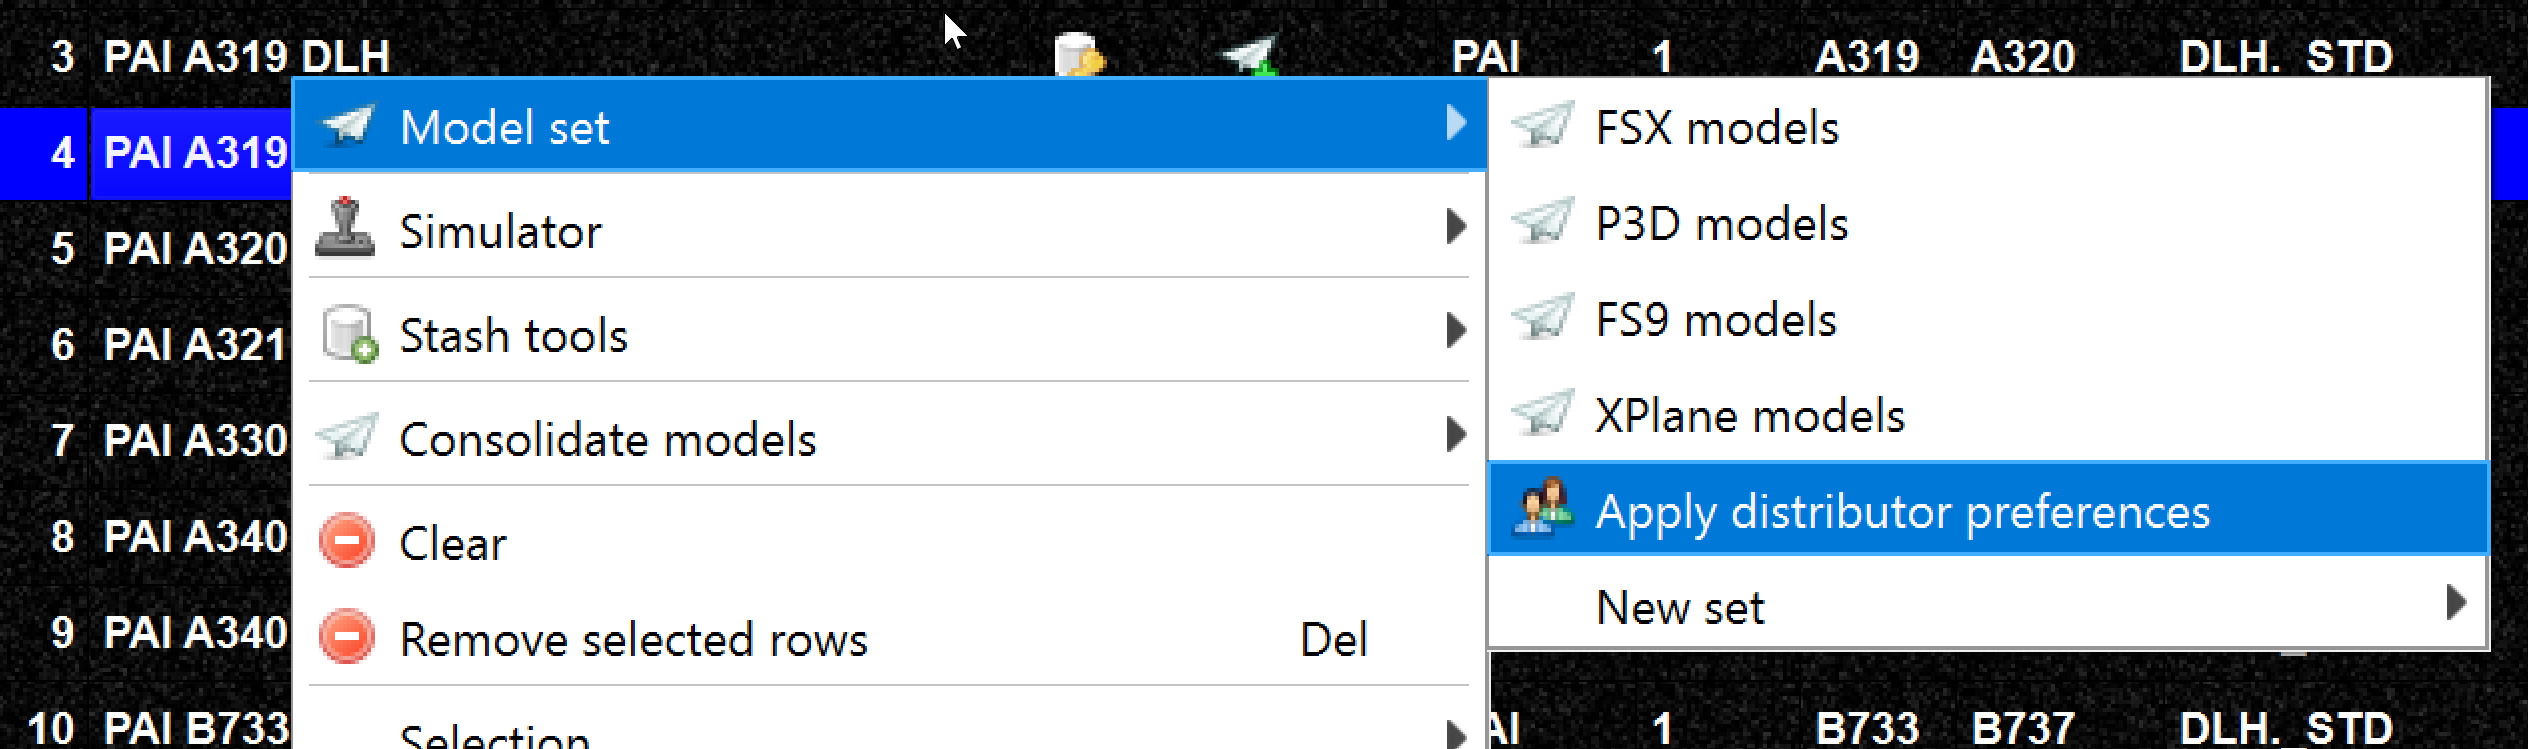 3 PAI A319 DLH PAI 1 A319 A320 DLH._STD
4 PAI A319
5 PAI A320
6 PAI A321
7 PAI A330
8 PAI A340
9 PAI A340
10 PAI B733 AI 1 B733 B737 DLH._STD
Model set
Simulator
Stash tools
Consolidate models
Clear
Remove selected rows Del
Selection
FSX models
P3D models
FS9 models
XPlane models
Apply distributor preferences
New set